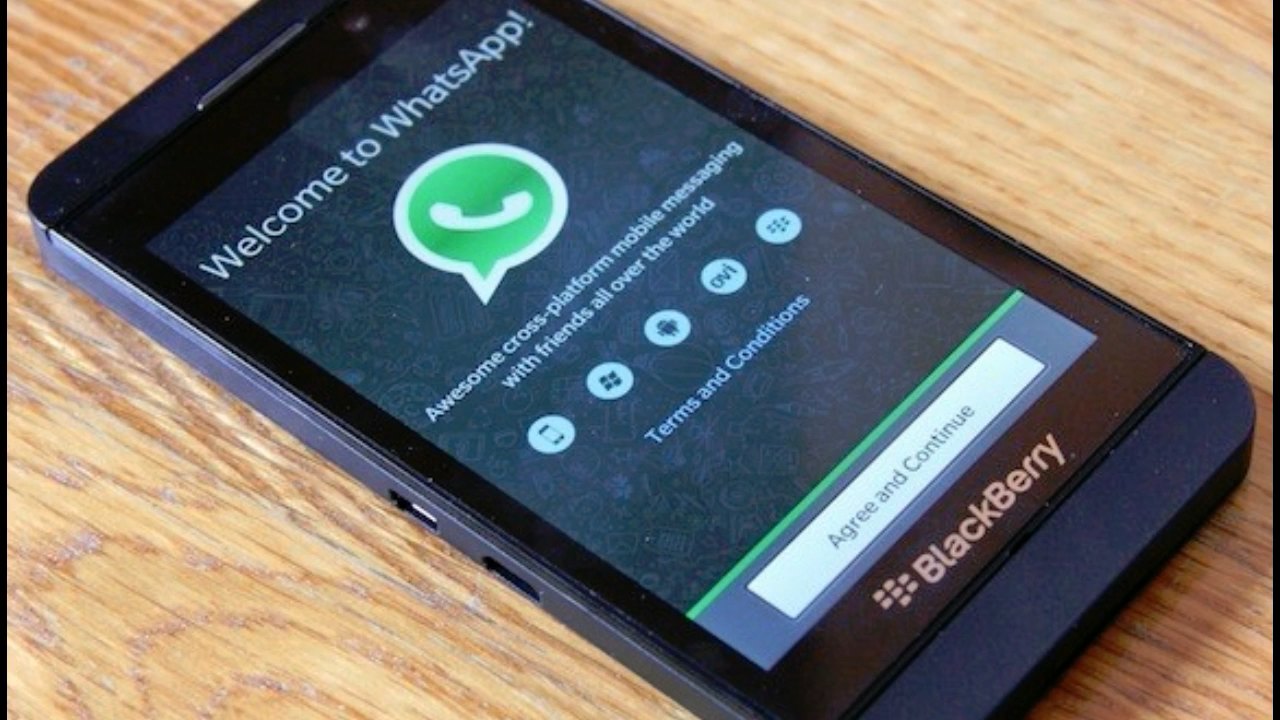 Welcome to WhatsApp!
Awesome cross-platform mobile messaging
with friends all over the world
ovi
Terms and Conditions
Agree and Continue
BlackBerry